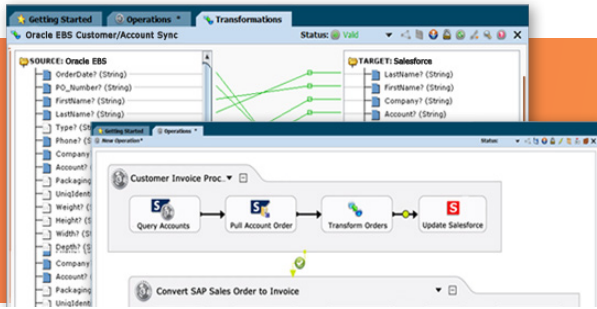 Getting Started
Operations *
Transformations
Oracle EBS Customer/Account Sync
Status: Valid
SOURCE: Oracle EBS
OrderDate? (String)
PO_Number? (String)
FirstName? (String)
LastName? (String)
Type? (St
Phone? (S
Company
Account?
Packaging
UniqIdent
Weight? (
Height? (S
Width? (S
Depth? (S
Company
Account?
Packaging
UniqIdent
TARGET: Salesforce
LastName? (String)
FirstName? (String)
Company? (String)
Account? (String)
Getting Started
Operations *
New Operation*
Status:
Customer Invoice Proc..
Query Accounts
Pull Account Order
Transform Orders
Update Salesforce
Convert SAP Sales Order to Invoice